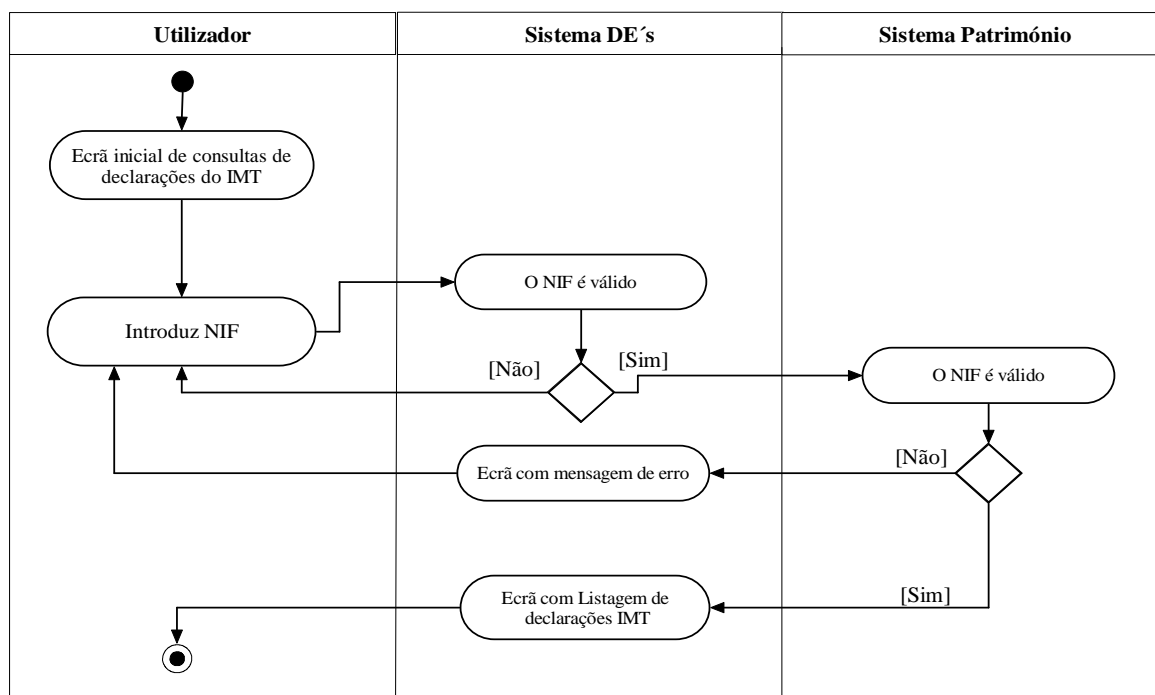 Utilizador
Sistema DE´s
Sistema Património
Ecrã inicial de consultas de
declarações do IMT
O NIF é válido
Introduz NIF
[Não]
[Sim]
O NIF é válido
Ecrã com mensagem de erro
[Não]
Ecrã com Listagem de
declarações IMT
[Sim]